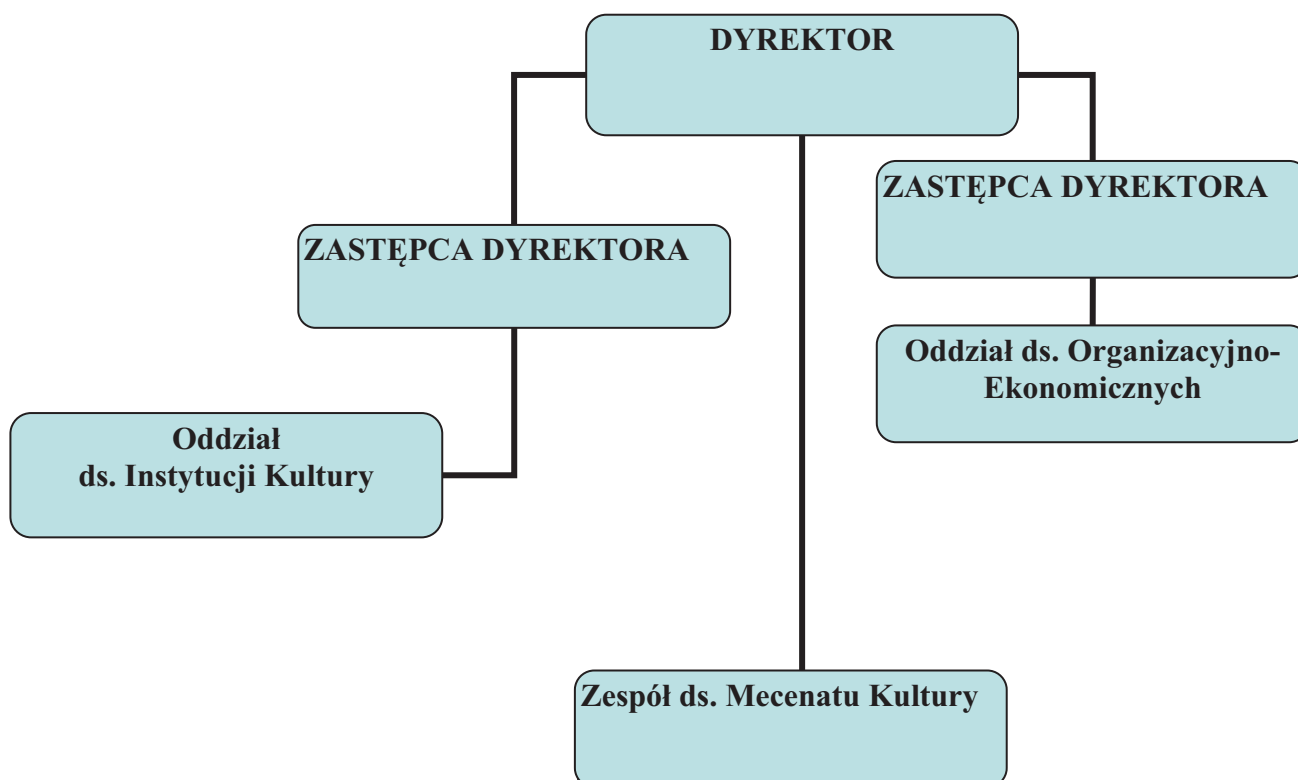 DYREKTOR
ZASTĘPCA DYREKTORA
ZASTĘPCA DYREKTORA
Oddział ds. Organizacyjno-
Ekonomicznych
Oddział
ds. Instytucji Kultury
Zespół ds. Mecenatu Kultury